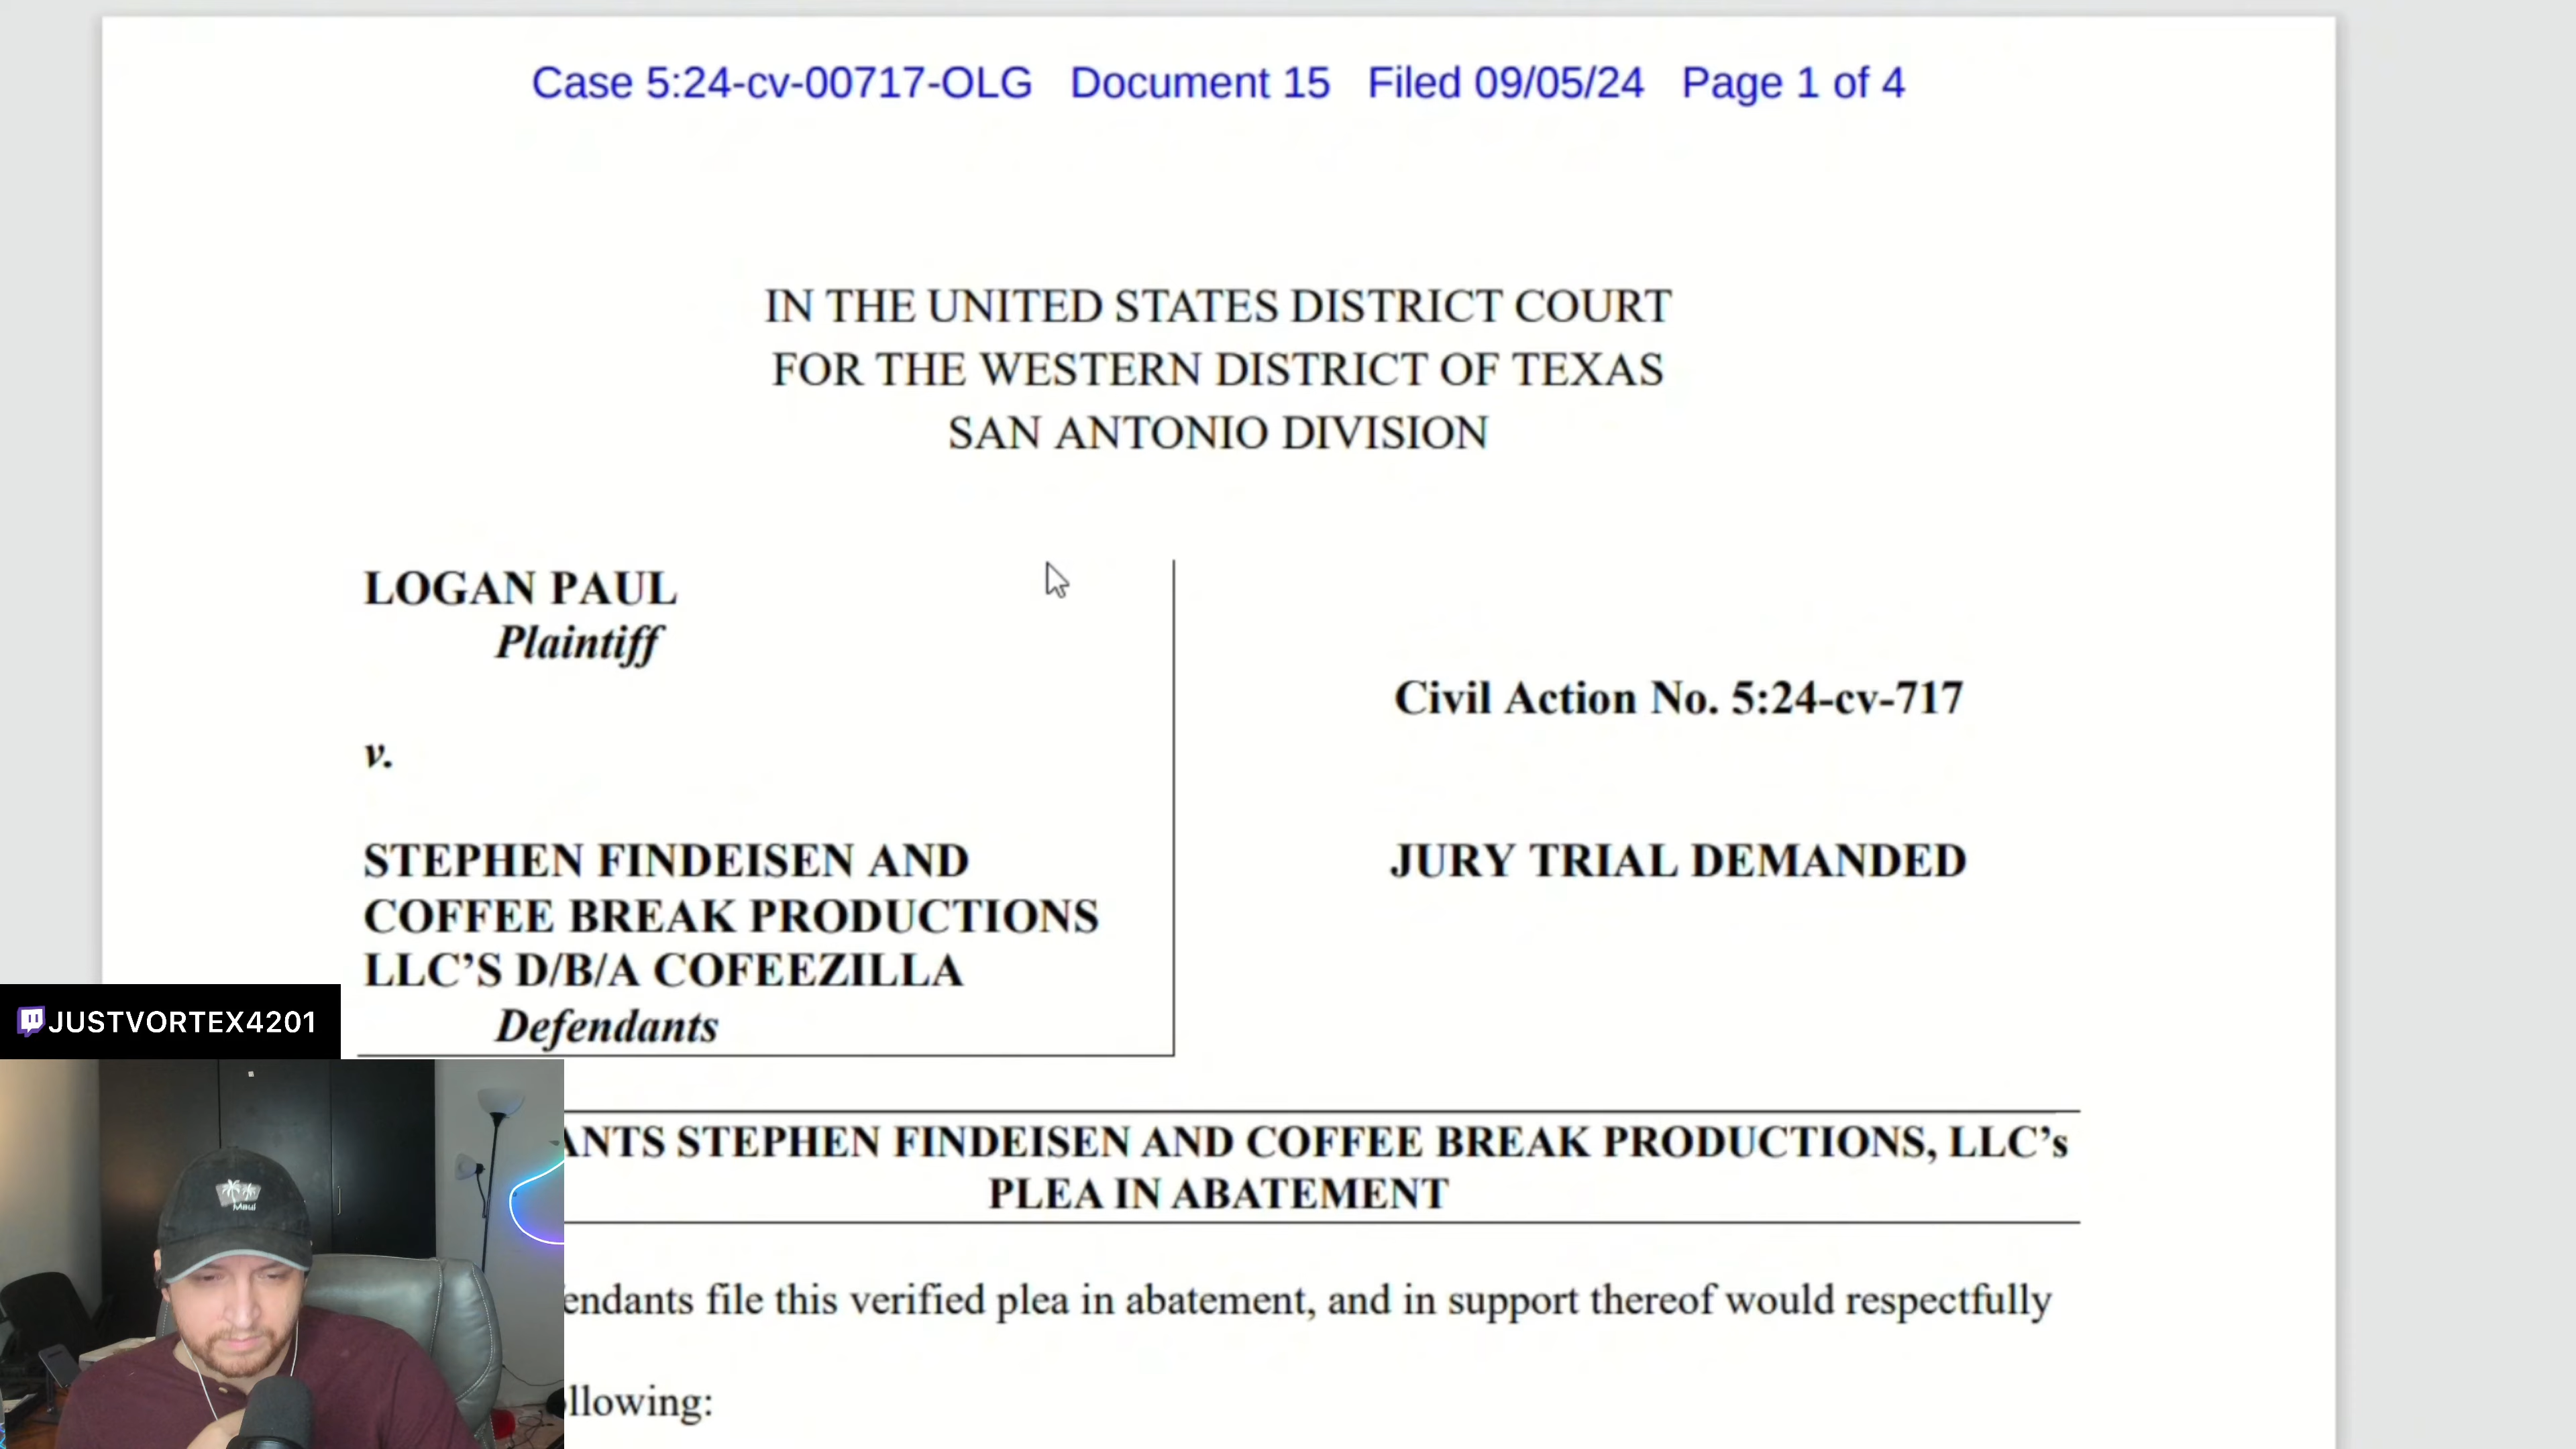 Case 5:24-cv-00717-OLG Document 15 Filed 09/05/24 Page 1 of 4
IN THE UNITED STATES DISTRICT COURT
FOR THE WESTERN DISTRICT OF TEXAS
SAN ANTONIO DIVISION
LOGAN PAUL
Plaintiff
v.
STEPHEN FINDEISEN AND
COFFEE BREAK PRODUCTIONS
LLC’S D/B/A COFEEZILLA
Defendants
Civil Action No. 5:24-cv-717
JURY TRIAL DEMANDED
JUSTVORTEX4201
Maui
ANTS STEPHEN FINDEISEN AND COFFEE BREAK PRODUCTIONS, LLC’s
PLEA IN ABATEMENT
endants file this verified plea in abatement, and in support thereof would respectfully
llowing: